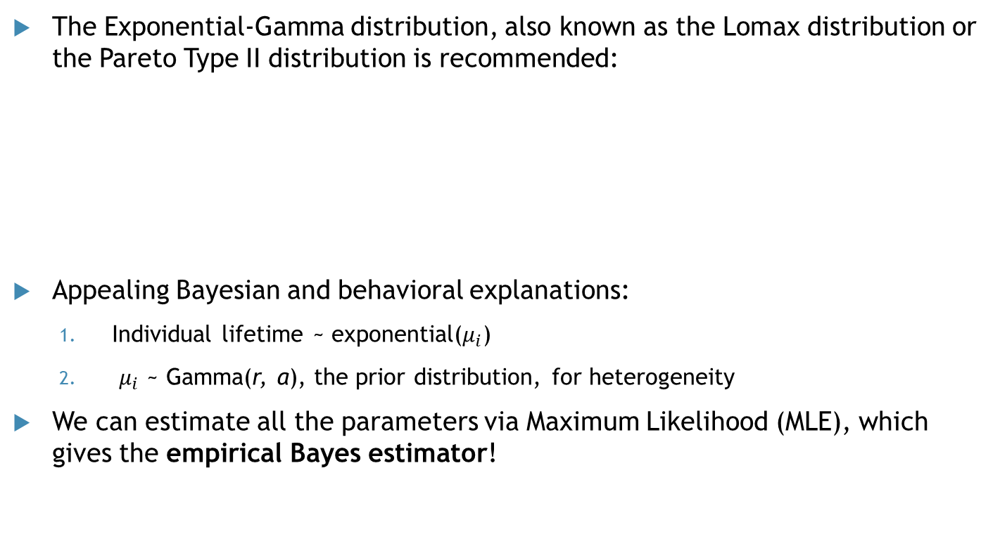 ▶ The Exponential-Gamma distribution, also known as the Lomax distribution or
the Pareto Type II distribution is recommended:
▶ Appealing Bayesian and behavioral explanations:
1. Individual lifetime ~ exponential(𝜇ᵢ)
2. 𝜇ᵢ ~ Gamma(r, a), the prior distribution, for heterogeneity
▶ We can estimate all the parameters via Maximum Likelihood (MLE), which
gives the empirical Bayes estimator!